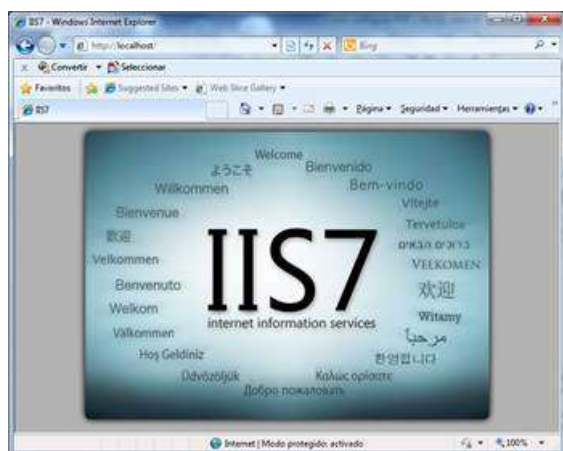 IIS7 - Windows Internet Explorer
http://localhost/
Bing
x Convertir Seleccionar
Favoritos Suggested Sites Web Slice Gallery
IIS7 Página Seguridad Herramientas
Welcome
ようこそ Bienvenido
Willkommen Bem-vindo
Vítejte
Bienvenue Tervetuloa
歡迎 ברוכים הבאים
Velkommen VELKOMEN
Benvenuto 欢迎
Welkom Witamy
IIS7
internet information services
Välkommen مرحباً
Hoş Geldiniz 환영합니다
Üdvözöljük Καλώς ορίσατε
Добро пожаловать
Internet | Modo protegido: activado 100%